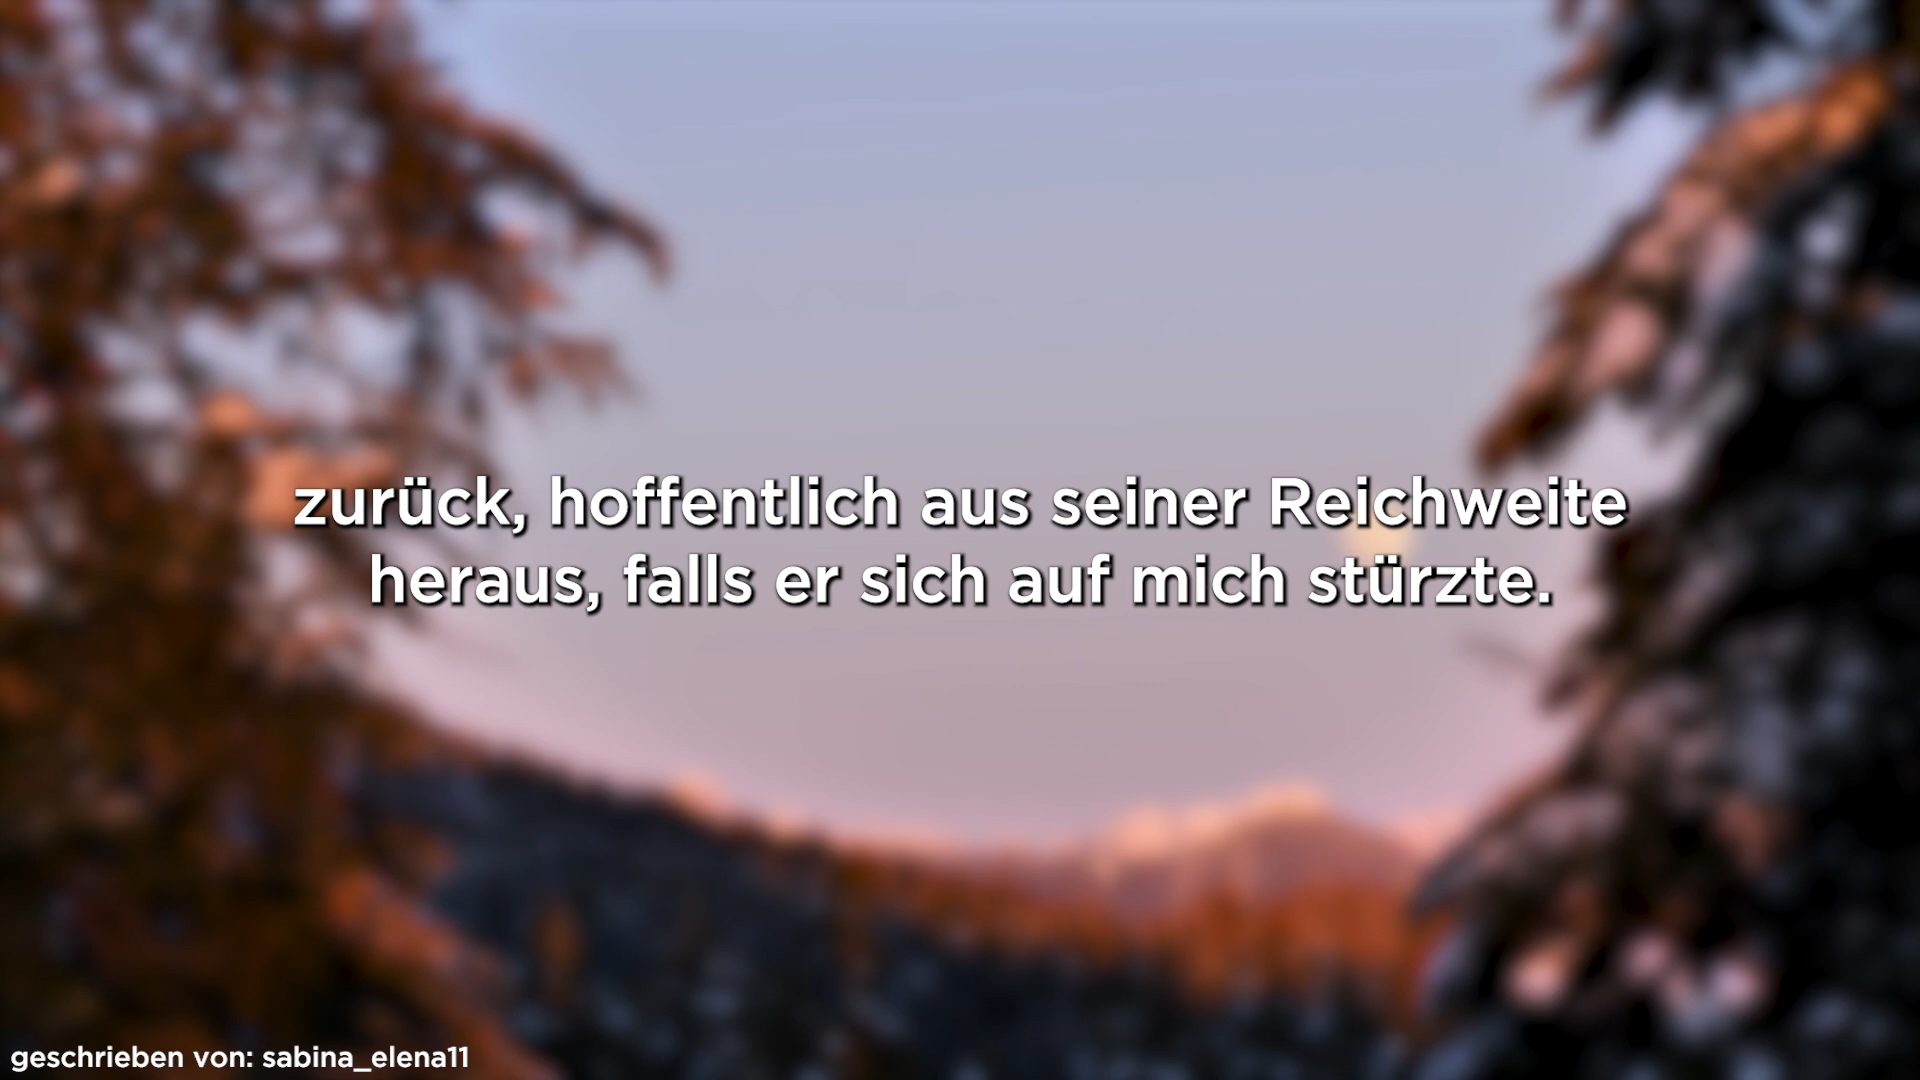 zurück, hoffentlich aus seiner Reichweite
heraus, falls er sich auf mich stürzte.
geschrieben von: sabina_elena11